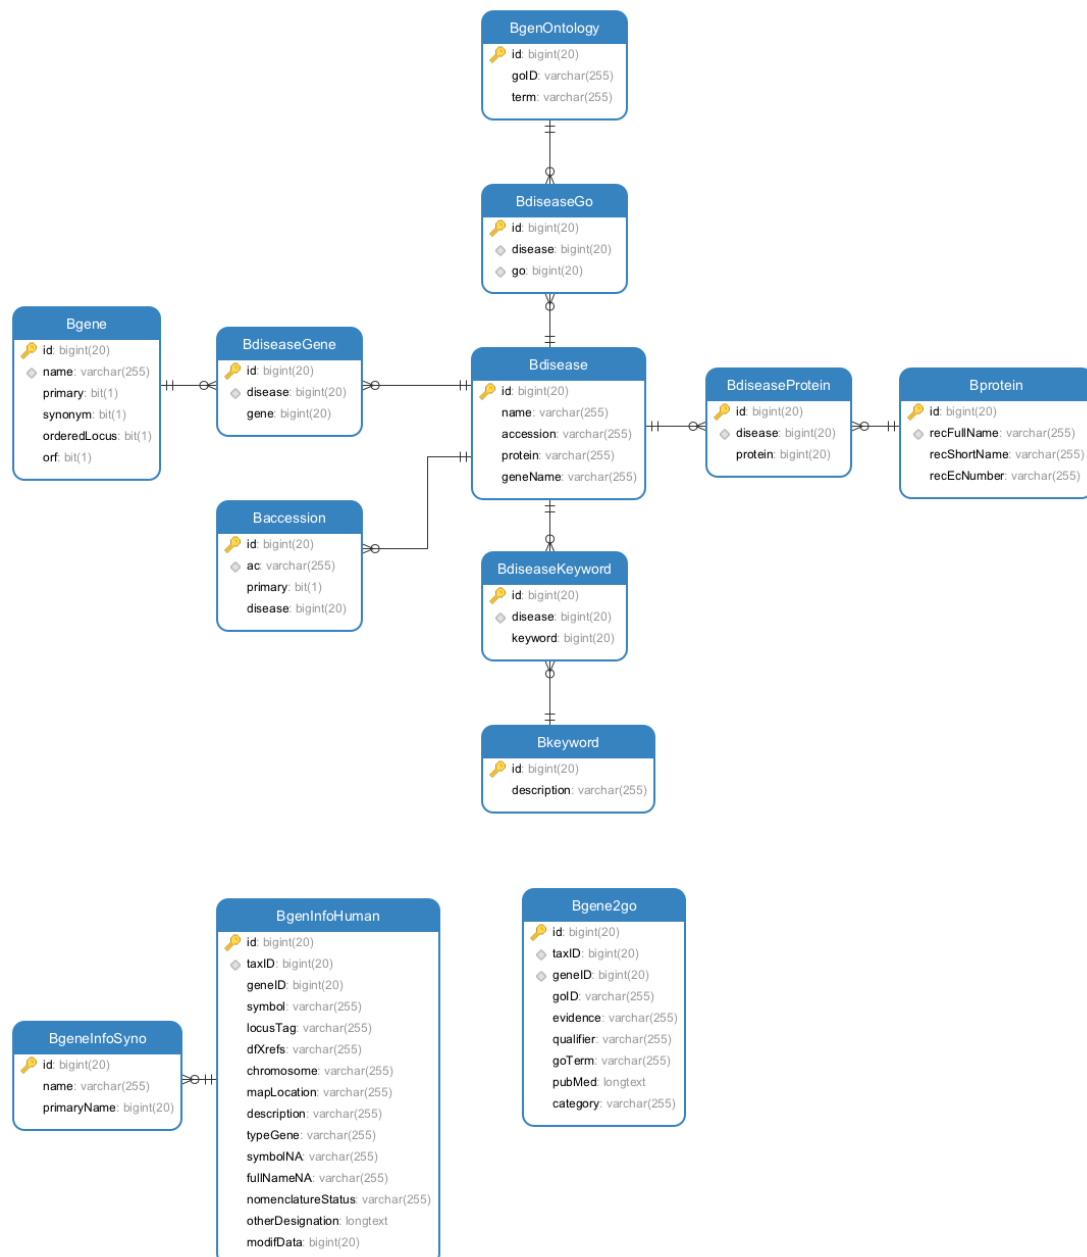 BgenOntology
id: bigint(20)
goID: varchar(255)
term: varchar(255)
BdiseaseGo
id: bigint(20)
disease: bigint(20)
go: bigint(20)
Bgene
id: bigint(20)
name: varchar(255)
primary: bit(1)
synonym: bit(1)
orderedLocus: bit(1)
orf: bit(1)
BdiseaseGene
id: bigint(20)
disease: bigint(20)
gene: bigint(20)
Bdisease
id: bigint(20)
name: varchar(255)
accession: varchar(255)
protein: varchar(255)
geneName: varchar(255)
BdiseaseProtein
id: bigint(20)
disease: bigint(20)
protein: bigint(20)
Bprotein
id: bigint(20)
recFullName: varchar(255)
recShortName: varchar(255)
recEcNumber: varchar(255)
Baccession
id: bigint(20)
ac: varchar(255)
primary: bit(1)
disease: bigint(20)
BdiseaseKeyword
id: bigint(20)
disease: bigint(20)
keyword: bigint(20)
Bkeyword
id: bigint(20)
description: varchar(255)
BgeneInfoSyno
id: bigint(20)
name: varchar(255)
primaryName: bigint(20)
BgenInfoHuman
id: bigint(20)
taxID: bigint(20)
geneID: bigint(20)
symbol: varchar(255)
locusTag: varchar(255)
dfXrefs: varchar(255)
chromosome: varchar(255)
mapLocation: varchar(255)
description: varchar(255)
typeGene: varchar(255)
symbolNA: varchar(255)
fullNameNA: varchar(255)
nomenclatureStatus: varchar(255)
otherDesignation: longtext
modifData: bigint(20)
Bgene2go
id: bigint(20)
taxID: bigint(20)
geneID: bigint(20)
goID: varchar(255)
evidence: varchar(255)
qualifier: varchar(255)
goTerm: varchar(255)
pubMed: longtext
category: varchar(255)